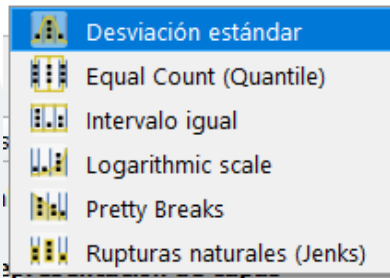 Desviación estándar
Equal Count (Quantile)
Intervalo igual
Logarithmic scale
Pretty Breaks
Rupturas naturales (Jenks)